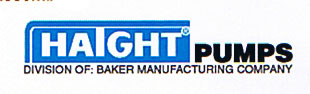 HAIGHT® PUMPS
DIVISION OF: BAKER MANUFACTURING COMPANY